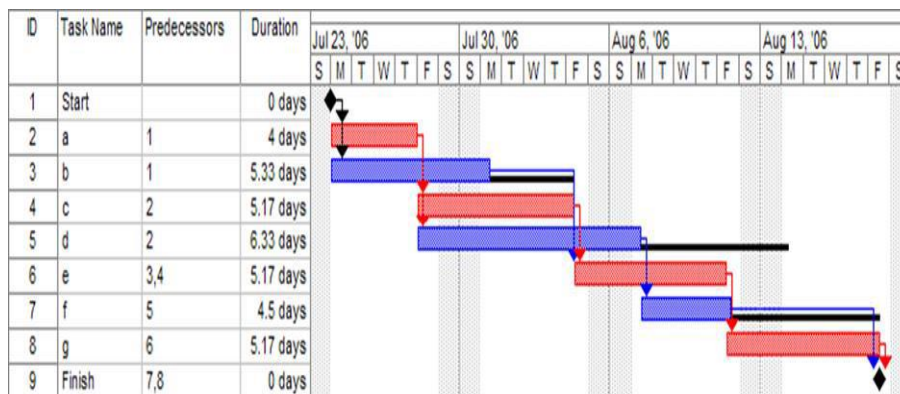 ID Task Name Predecessors Duration Jul 23, '06 Jul 30, '06 Aug 6, '06 Aug 13, '06
S M T W T F S S M T W T F S S M T W T F S S M T W T F S
1 Start 0 days
2 a 1 4 days
3 b 1 5.33 days
4 c 2 5.17 days
5 d 2 6.33 days
6 e 3,4 5.17 days
7 f 5 4.5 days
8 g 6 5.17 days
9 Finish 7,8 0 days